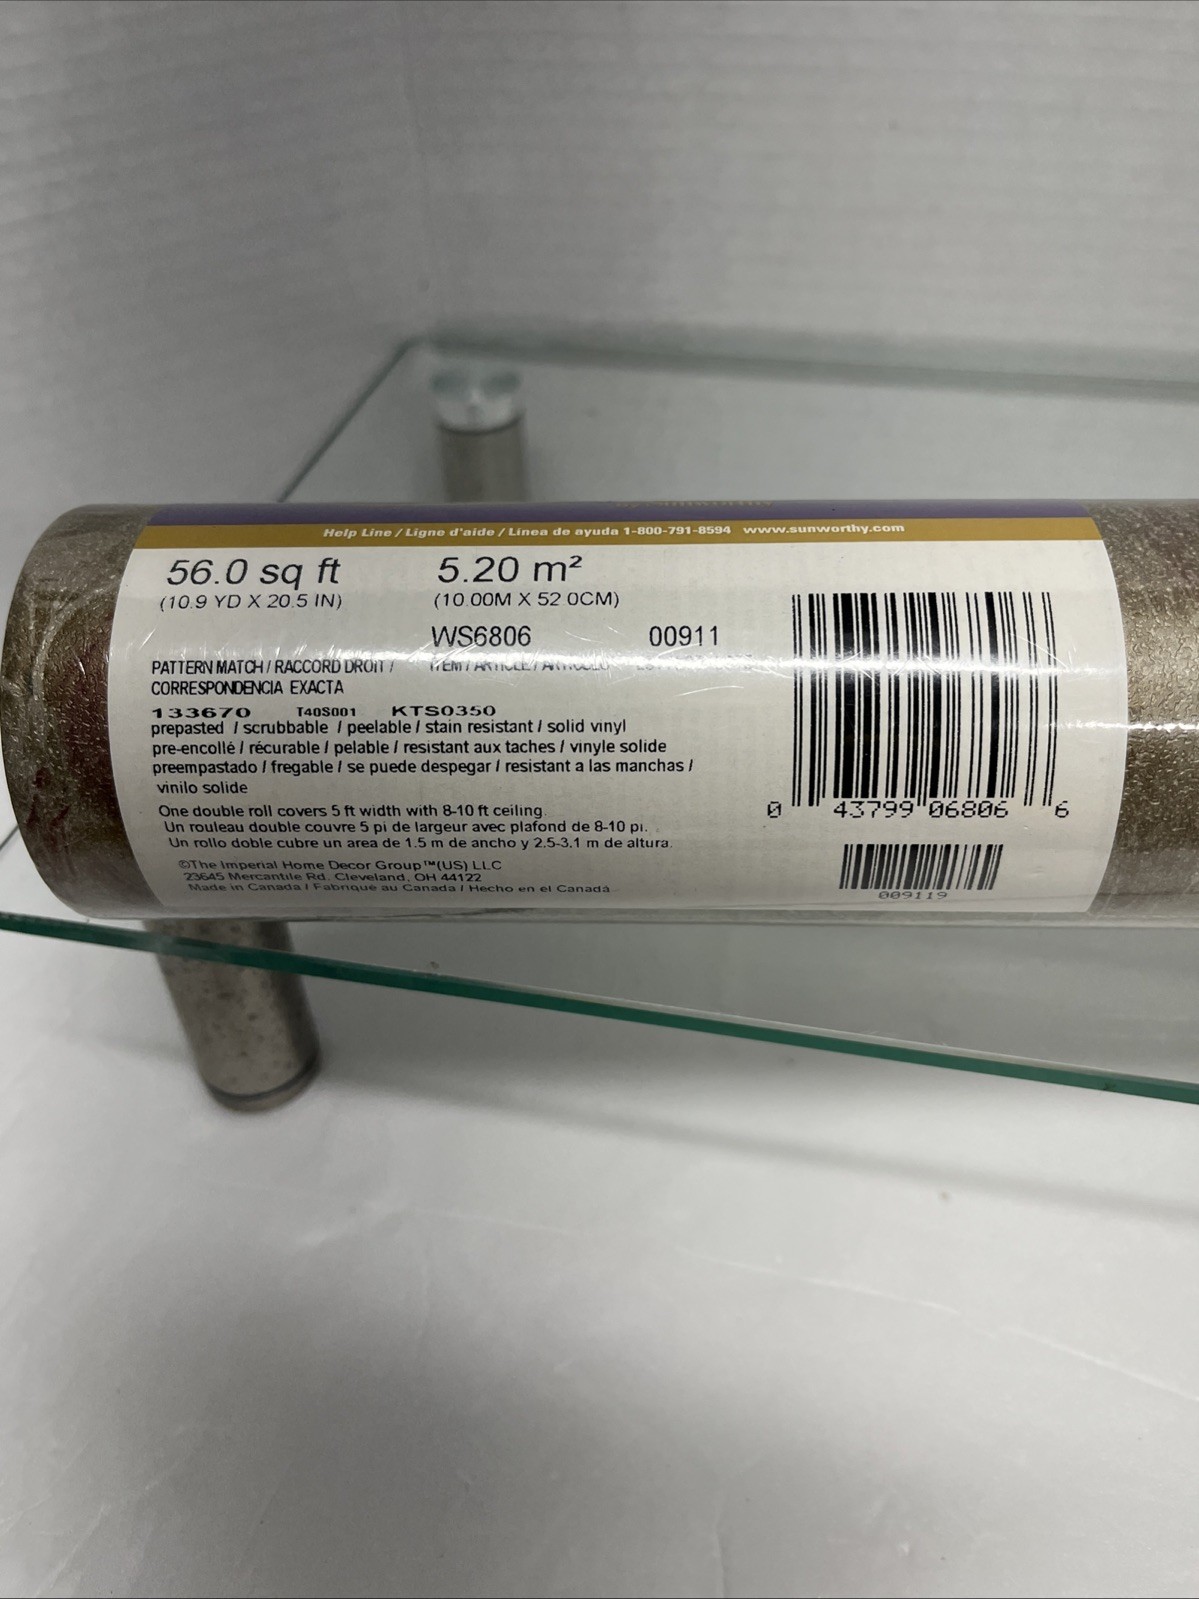 Help Line / Ligne d'aide / Línea de ayuda 1-800-791-8594 www.sunworthy.com
56.0 sq ft 5.20 m²
(10.9 YD X 20.5 IN) (10.00M X 52.0CM)
WS6806 00911
PATTERN MATCH / RACCORD DROIT / ITEM / ARTICLE /
CORRESPONDENCIA EXACTA
133670 T40S001 KTS0350
prepasted / scrubbable / peelable / stain resistant / solid vinyl
pre-encollé / récurable / pelable / resistant aux taches / vinyle solide
preempastado / fregable / se puede despegar / resistant a las manchas /
vinilo solide
One double roll covers 5 ft width with 8-10 ft ceiling.
Un rouleau double couvre 5 pi de largeur avec plafond de 8-10 pi.
Un rollo doble cubre un area de 1.5 m de ancho y 2.5-3.1 m de altura.
©The Imperial Home Decor Group™(US) LLC
23645 Mercantile Rd. Cleveland, OH 44122
Made in Canada / Fabriqué au Canada / Hecho en el Canadá
0 43799 06806 6
009119